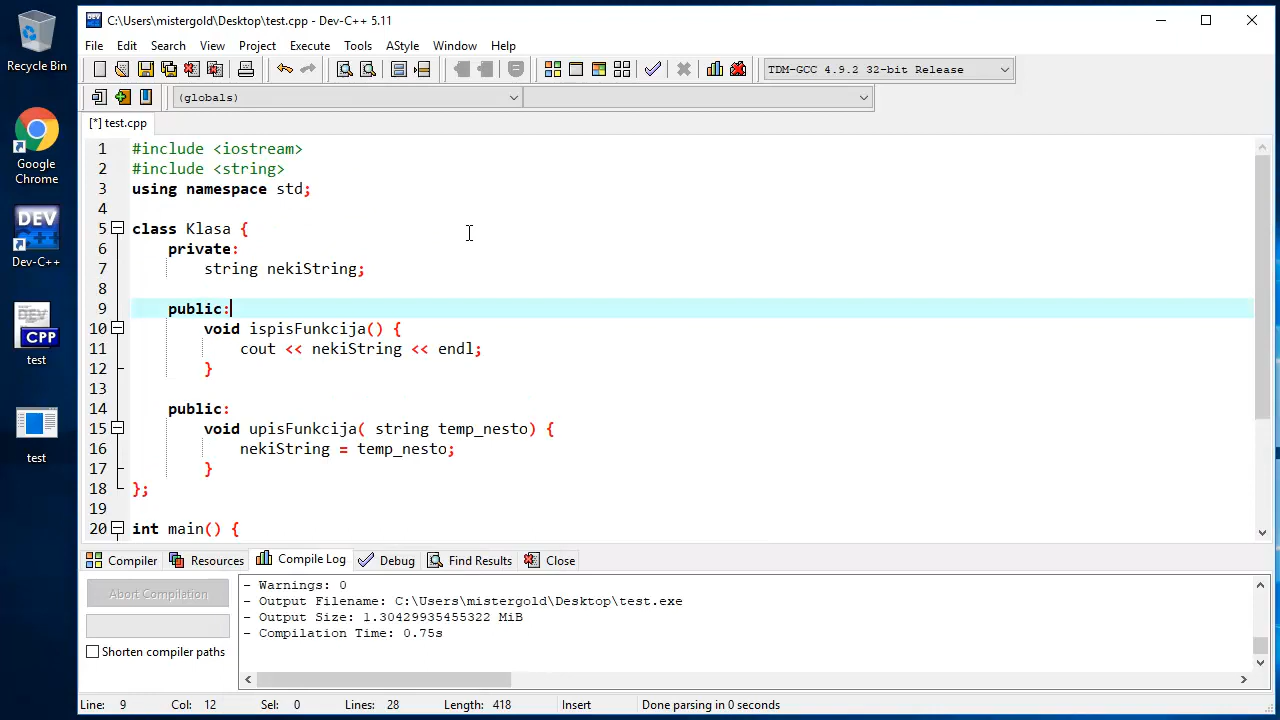 C:\Users\mistergold\Desktop\test.cpp - Dev-C++ 5.11
Recycle Bin
File Edit Search View Project Execute Tools AStyle Window Help
TDM-GCC 4.9.2 32-bit Release
(globals)
[*] test.cpp
Google Chrome
DEV
Dev-C++
DEV
CPP
test
test
1 #include <iostream>
2 #include <string>
3 using namespace std;
4
5 class Klasa {
6 private:
7 string nekiString;
8
9 public:
10 void ispisFunkcija() {
11 cout << nekiString << endl;
12 }
13
14 public:
15 void upisFunkcija( string temp_nesto) {
16 nekiString = temp_nesto;
17 }
18 };
19
20 int main() {
Compiler Resources Compile Log Debug Find Results Close
Abort Compilation
Shorten compiler paths
- Warnings: 0
- Output Filename: C:\Users\mistergold\Desktop\test.exe
- Output Size: 1.30429935455322 MiB
- Compilation Time: 0.75s
Line: 9 Col: 12 Sel: 0 Lines: 28 Length: 418 Insert Done parsing in 0 seconds